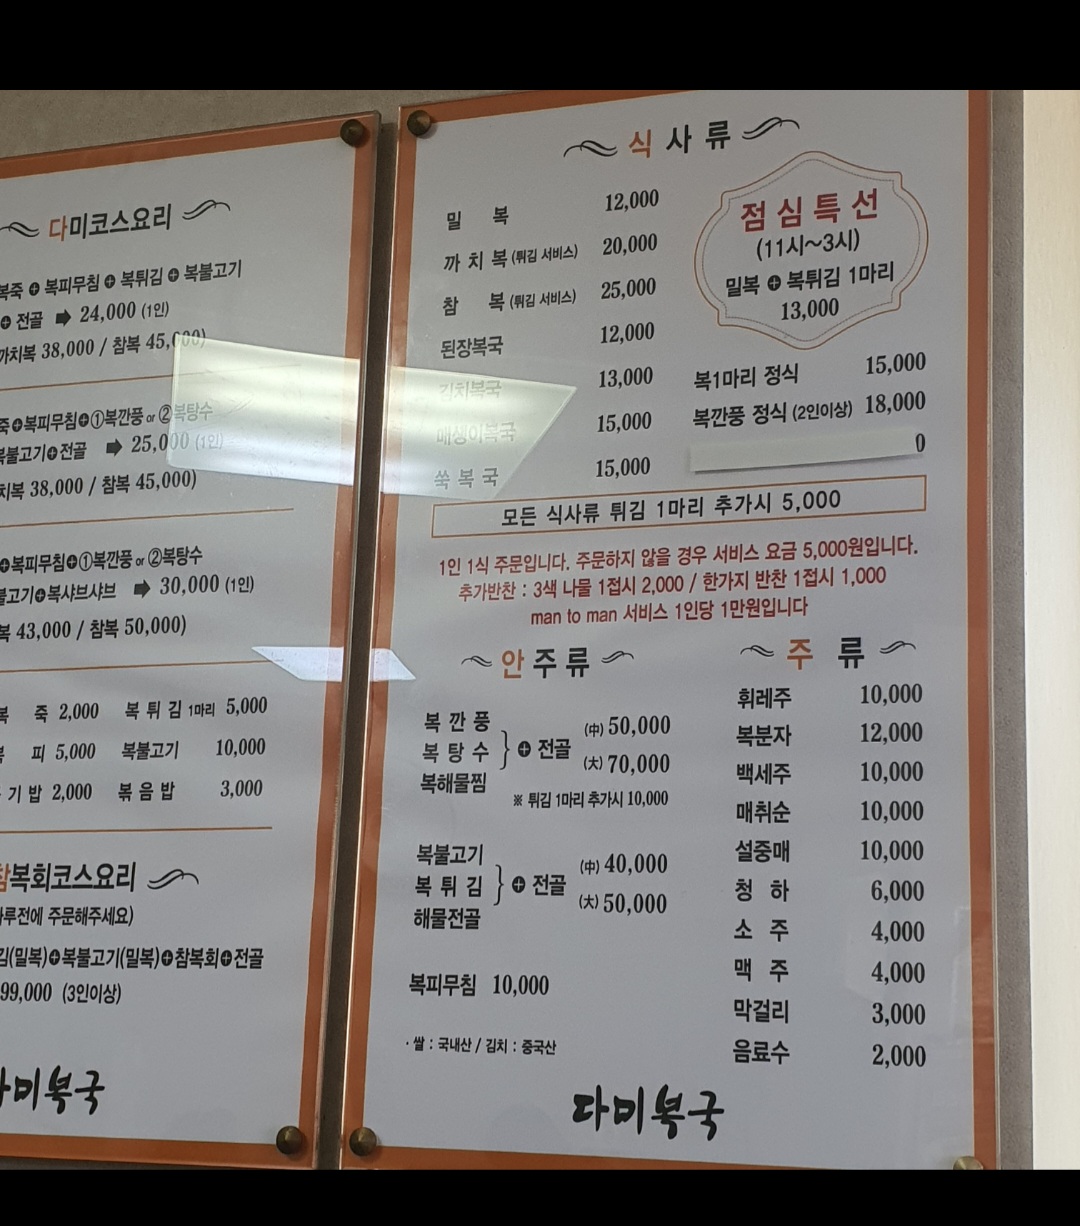 다미코스요리
복죽 ⊕ 복피무침 ⊕ 복튀김 ⊕ 복불고기
⊕ 전골 ➡ 24,000 (1인)
까치복 38,000 / 참복 45,000)
죽⊕복피무침⊕①복깐풍 or ②복탕수
복불고기⊕전골 ➡ 25,000 (1인)
치복 38,000 / 참복 45,000)
⊕복피무침⊕①복깐풍 or ②복탕수
불고기⊕복샤브샤브 ➡ 30,000 (1인)
복 43,000 / 참복 50,000)
복 죽 2,000 복 튀 김 1마리 5,000
피 5,000 복불고기 10,000
기 밥 2,000 볶 음 밥 3,000
참복회코스요리
하루전에 주문해주세요)
김(밀복)⊕복불고기(밀복)⊕참복회⊕전골
99,000 (3인이상)
다미복국
식 사 류
밀 복 12,000
까 치 복 (튀김 서비스) 20,000
참 복 (튀김 서비스) 25,000
된장복국 12,000
김치복국 13,000
매생이복국 15,000
쑥 복 국 15,000
점 심 특 선
(11시~3시)
밀복 ⊕ 복튀김 1마리
13,000
복1마리 정식 15,000
복깐풍 정식 (2인이상) 18,000
0
모든 식사류 튀김 1마리 추가시 5,000
1인 1식 주문입니다. 주문하지 않을 경우 서비스 요금 5,000원입니다.
추가반찬 : 3색 나물 1접시 2,000 / 한가지 반찬 1접시 1,000
man to man 서비스 1인당 1만원입니다
안 주 류
복 깐 풍
복 탕 수
복해물찜
} ⊕ 전골
(中) 50,000
(大) 70,000
※ 튀김 1마리 추가시 10,000
복불고기
복 튀 김
해물전골
} ⊕ 전골
(中) 40,000
(大) 50,000
복피무침 10,000
· 쌀 : 국내산 / 김치 : 중국산
주 류
휘레주 10,000
복분자 12,000
백세주 10,000
매취순 10,000
설중매 10,000
청 하 6,000
소 주 4,000
맥 주 4,000
막걸리 3,000
음료수 2,000
다미복국